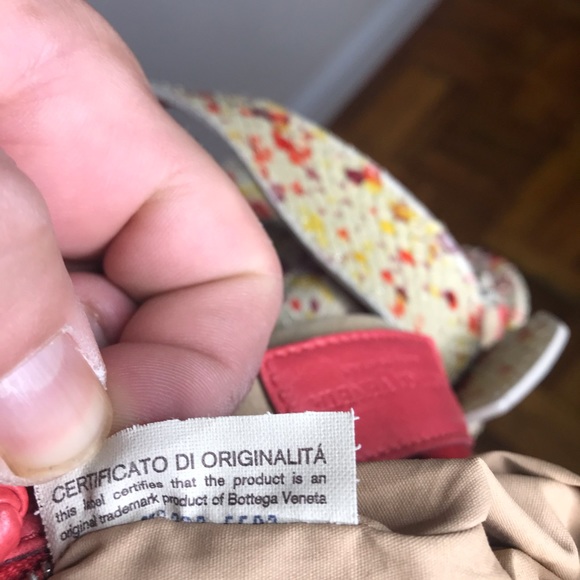 CERTIFICATO DI ORIGINALITÁ
this label certifies that the product is an
original trademark product of Bottega Veneta